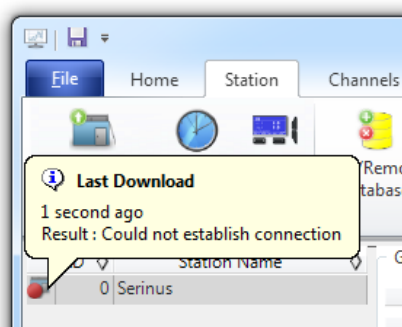 File Home Station Channels
Last Download
1 second ago
Result : Could not establish connection
Station Name
0 Serinus